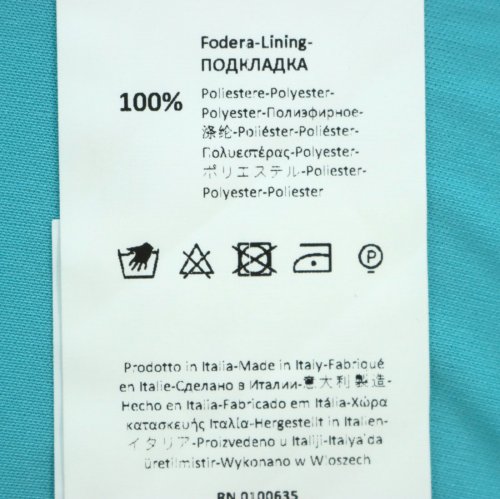 Fodera-Lining-
ПОДКЛАДКА
100%
Poliestere-Polyester-
Polyester-Полиэфирное-
涤纶-Poliéster-Poliéster-
Πολυεστέρας-Polyester-
ポリエステル-Poliester-
Polyester-Poliester
P
Prodotto in Italia-Made in Italy-Fabriqué
en Italie-Сделано в Италии-意大利製造-
Hecho en Italia-Fabricado em Itália-Χώρα
κατασκευής Ιταλία-Hergestellt in Italien-
イタリア-Proizvedeno u Italiji-Italya'da
üretilmistir-Wykonano w Wloszech
RN 0100635